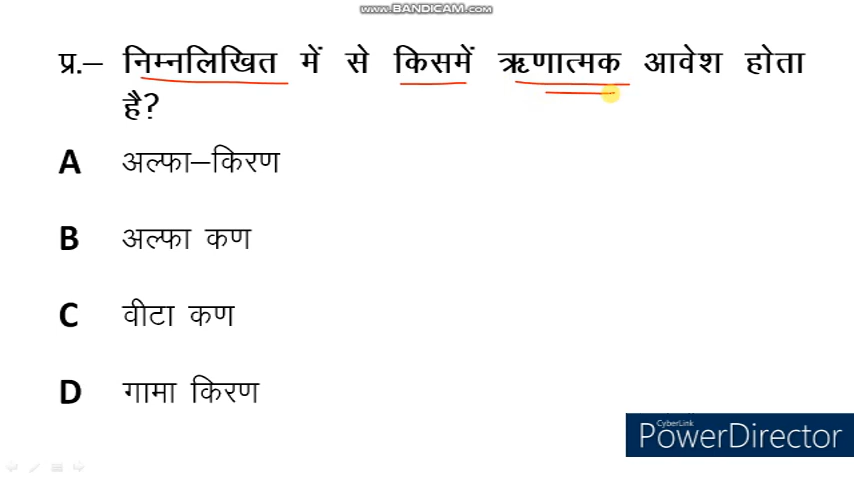 www.BANDICAM.com
प्र.– निम्नलिखित में से किसमें ऋणात्मक आवेश होता
है?
A अल्फा–किरण
B अल्फा कण
C वीटा कण
D गामा किरण
CyberLink
PowerDirector